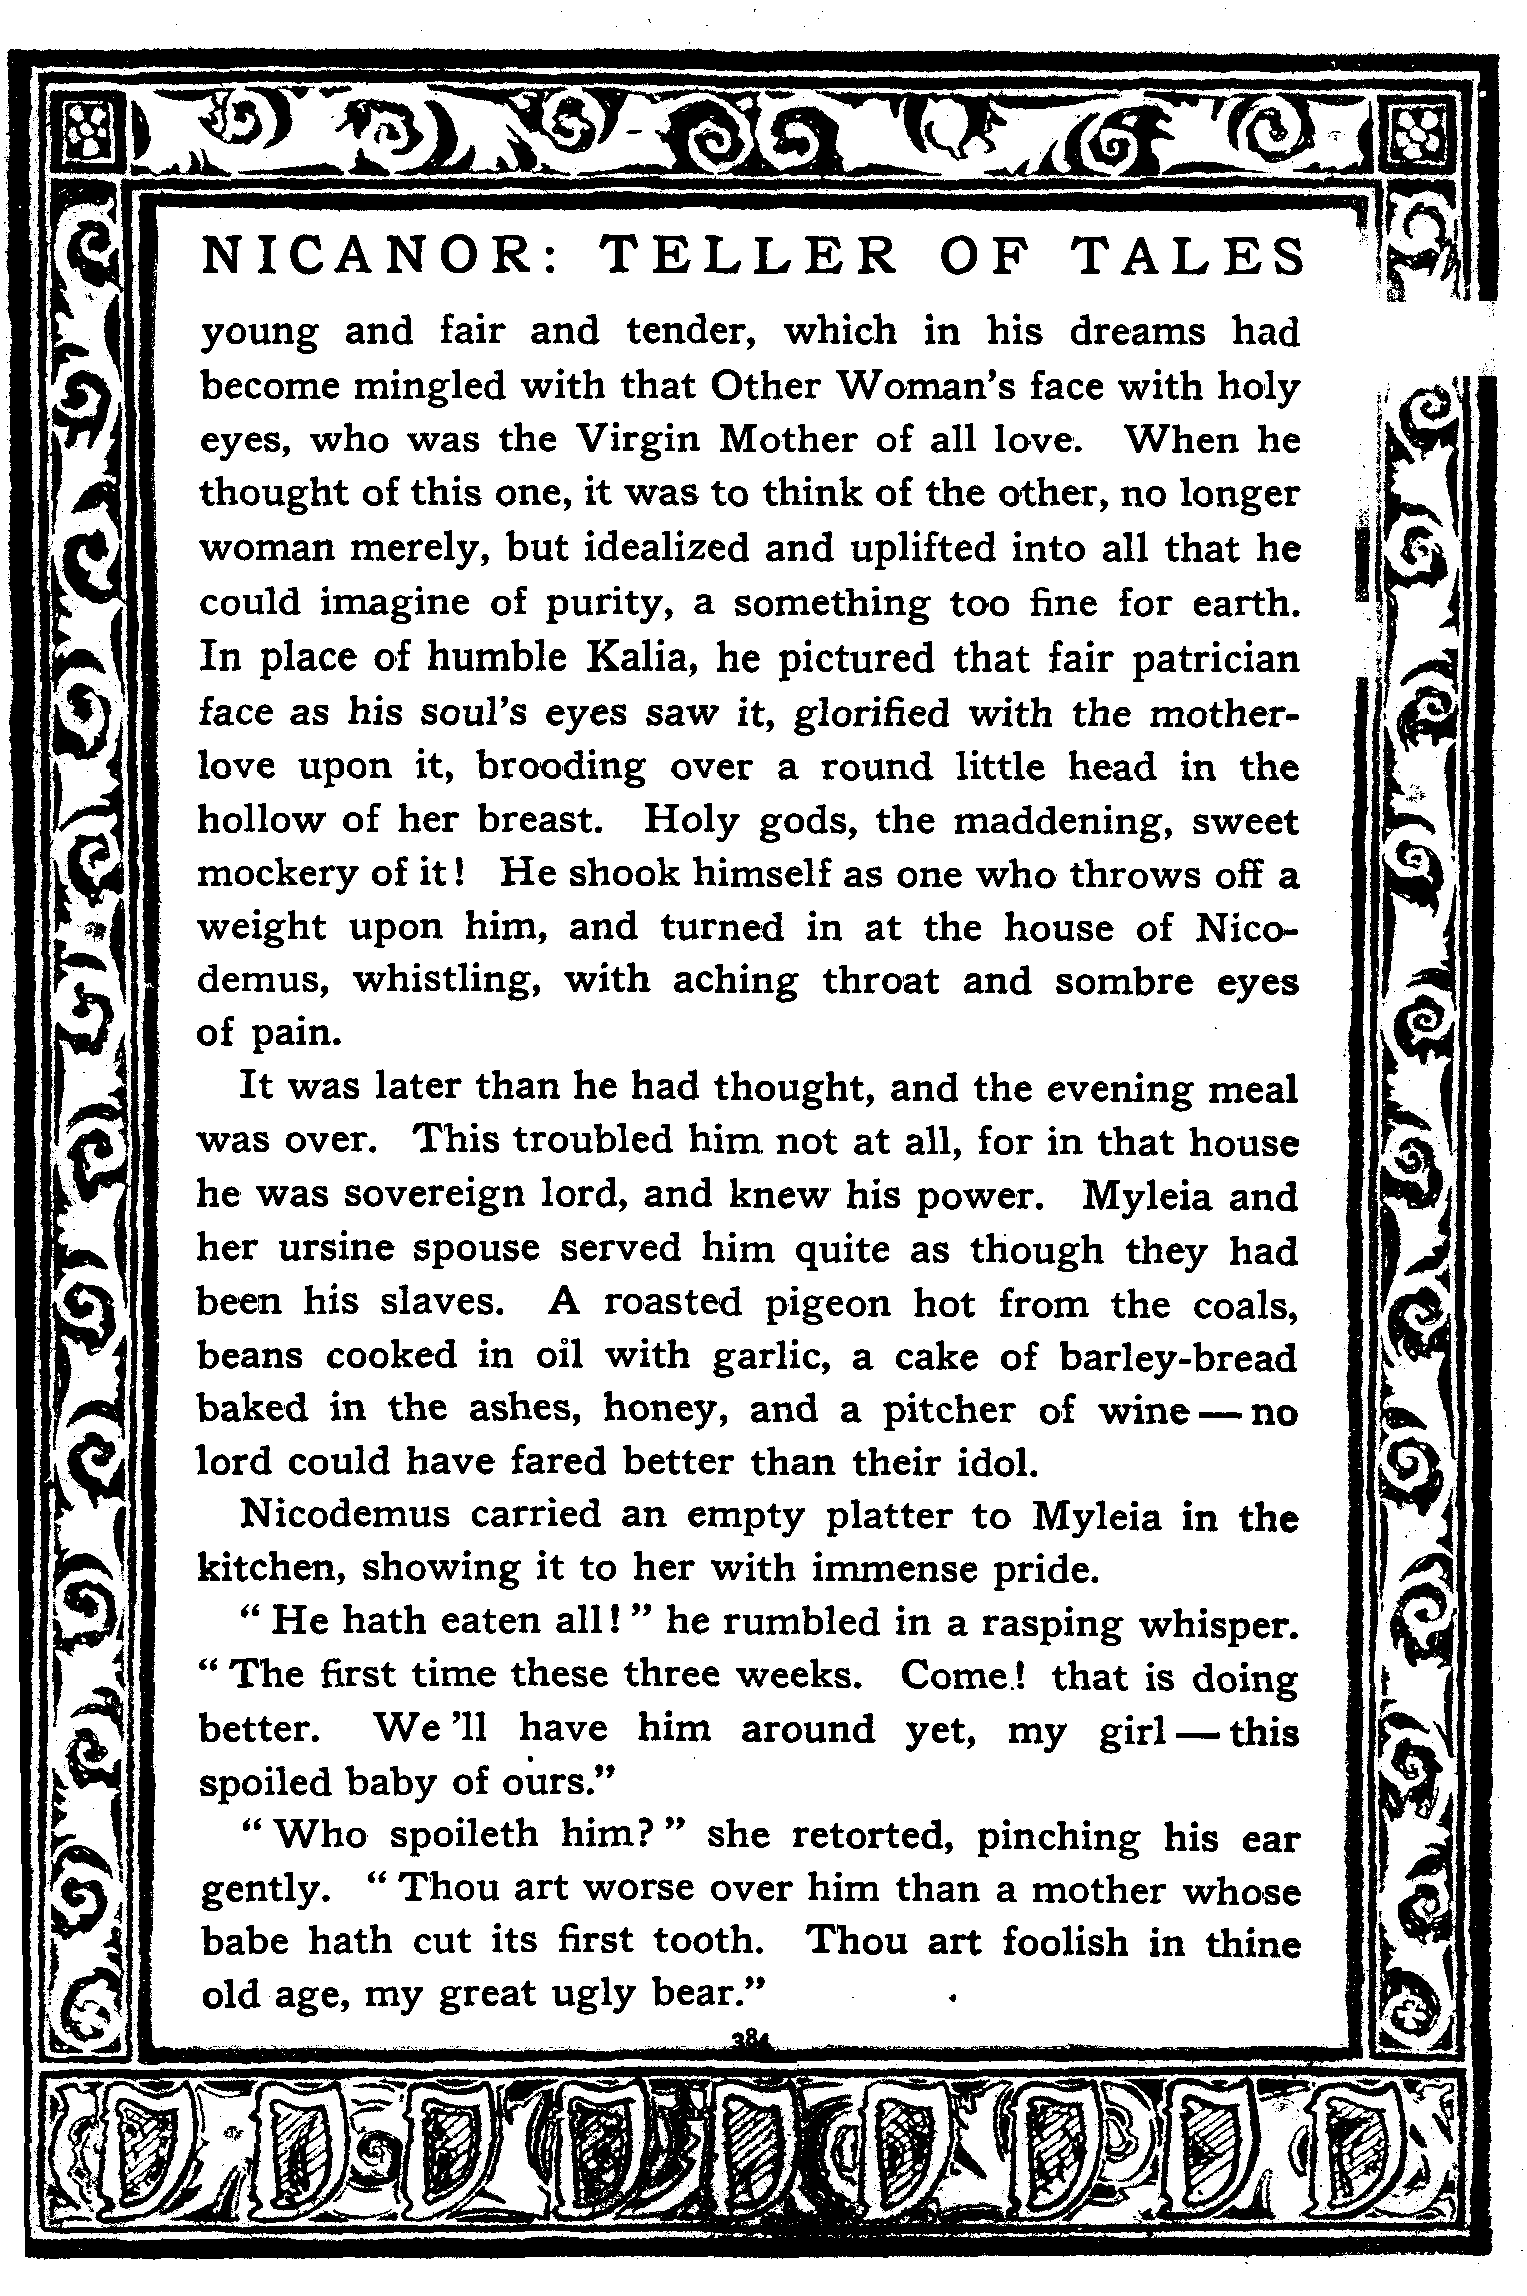 NICANOR: TELLER OF TALES
young and fair and tender, which in his dreams had
become mingled with that Other Woman's face with holy
eyes, who was the Virgin Mother of all love. When he
thought of this one, it was to think of the other, no longer
woman merely, but idealized and uplifted into all that he
could imagine of purity, a something too fine for earth.
In place of humble Kalia, he pictured that fair patrician
face as his soul's eyes saw it, glorified with the mother-
love upon it, brooding over a round little head in the
hollow of her breast. Holy gods, the maddening, sweet
mockery of it! He shook himself as one who throws off a
weight upon him, and turned in at the house of Nico-
demus, whistling, with aching throat and sombre eyes
of pain.
It was later than he had thought, and the evening meal
was over. This troubled him not at all, for in that house
he was sovereign lord, and knew his power. Myleia and
her ursine spouse served him quite as though they had
been his slaves. A roasted pigeon hot from the coals,
beans cooked in oil with garlic, a cake of barley-bread
baked in the ashes, honey, and a pitcher of wine — no
lord could have fared better than their idol.
Nicodemus carried an empty platter to Myleia in the
kitchen, showing it to her with immense pride.
"He hath eaten all!" he rumbled in a rasping whisper.
"The first time these three weeks. Come! that is doing
better. We'll have him around yet, my girl — this
spoiled baby of ours."
"Who spoileth him?" she retorted, pinching his ear
gently. "Thou art worse over him than a mother whose
babe hath cut its first tooth. Thou art foolish in thine
old age, my great ugly bear."
384